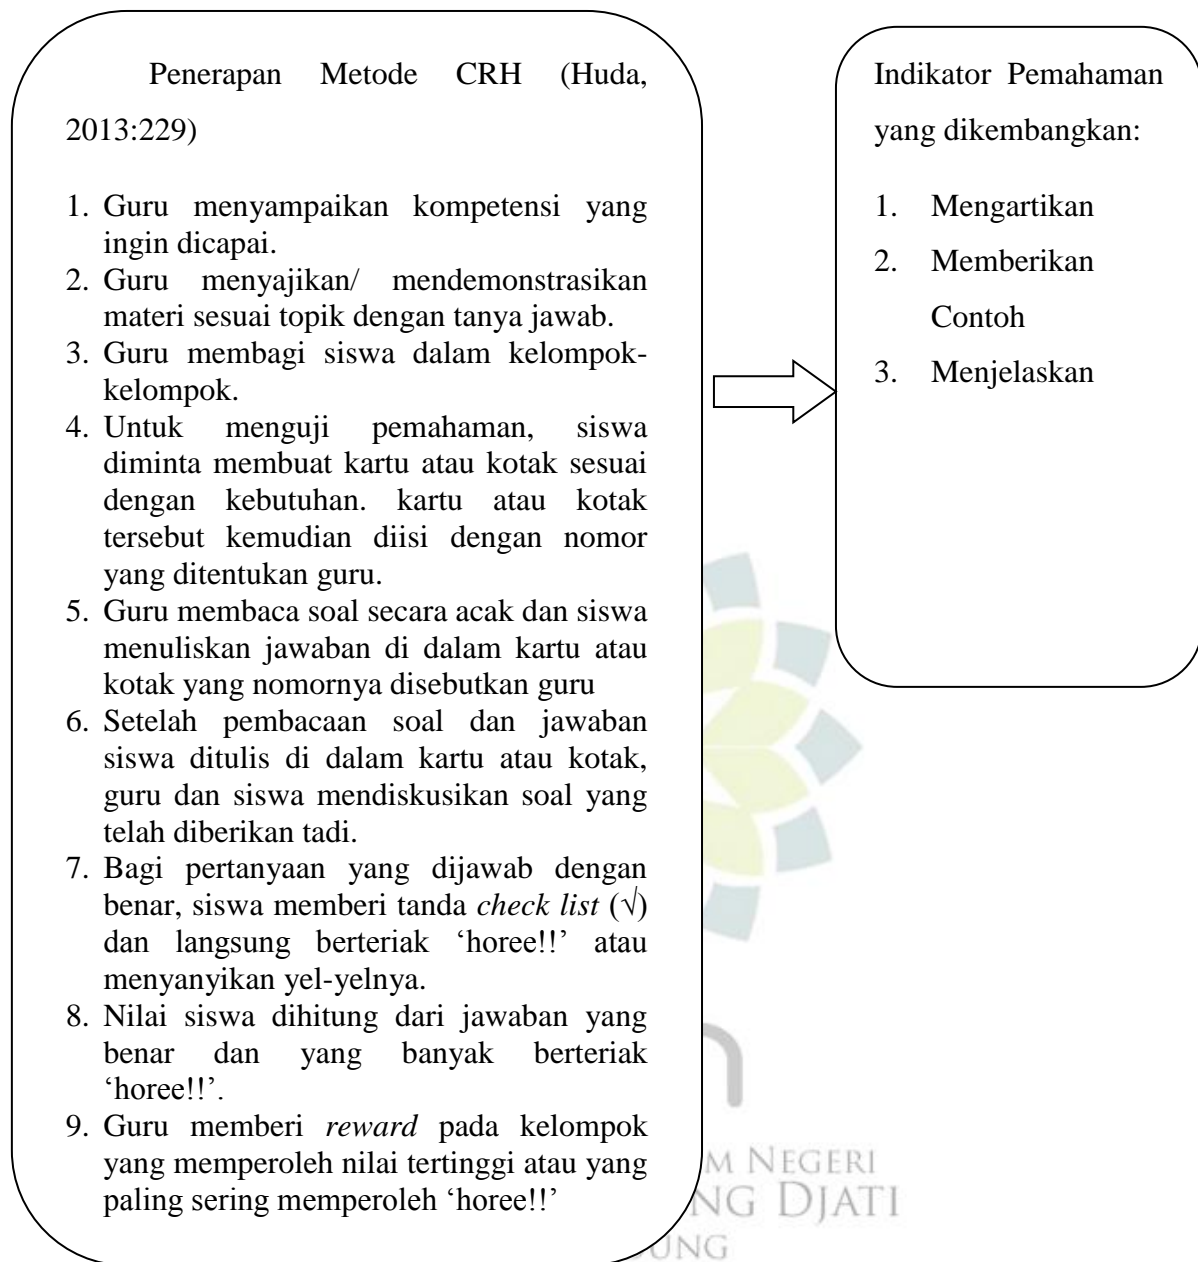 Penerapan Metode CRH (Huda,
2013:229)
1. Guru menyampaikan kompetensi yang
ingin dicapai.
2. Guru menyajikan/ mendemonstrasikan
materi sesuai topik dengan tanya jawab.
3. Guru membagi siswa dalam kelompok-
kelompok.
4. Untuk menguji pemahaman, siswa
diminta membuat kartu atau kotak sesuai
dengan kebutuhan. kartu atau kotak
tersebut kemudian diisi dengan nomor
yang ditentukan guru.
5. Guru membaca soal secara acak dan siswa
menuliskan jawaban di dalam kartu atau
kotak yang nomornya disebutkan guru
6. Setelah pembacaan soal dan jawaban
siswa ditulis di dalam kartu atau kotak,
guru dan siswa mendiskusikan soal yang
telah diberikan tadi.
7. Bagi pertanyaan yang dijawab dengan
benar, siswa memberi tanda check list (√)
dan langsung berteriak ‘horee!!’ atau
menyanyikan yel-yelnya.
8. Nilai siswa dihitung dari jawaban yang
benar dan yang banyak berteriak
‘horee!!’.
9. Guru memberi reward pada kelompok
yang memperoleh nilai tertinggi atau yang
paling sering memperoleh ‘horee!!’
Indikator Pemahaman
yang dikembangkan:
1. Mengartikan
2. Memberikan
Contoh
3. Menjelaskan
M NEGERI
NG DJATI
UNG